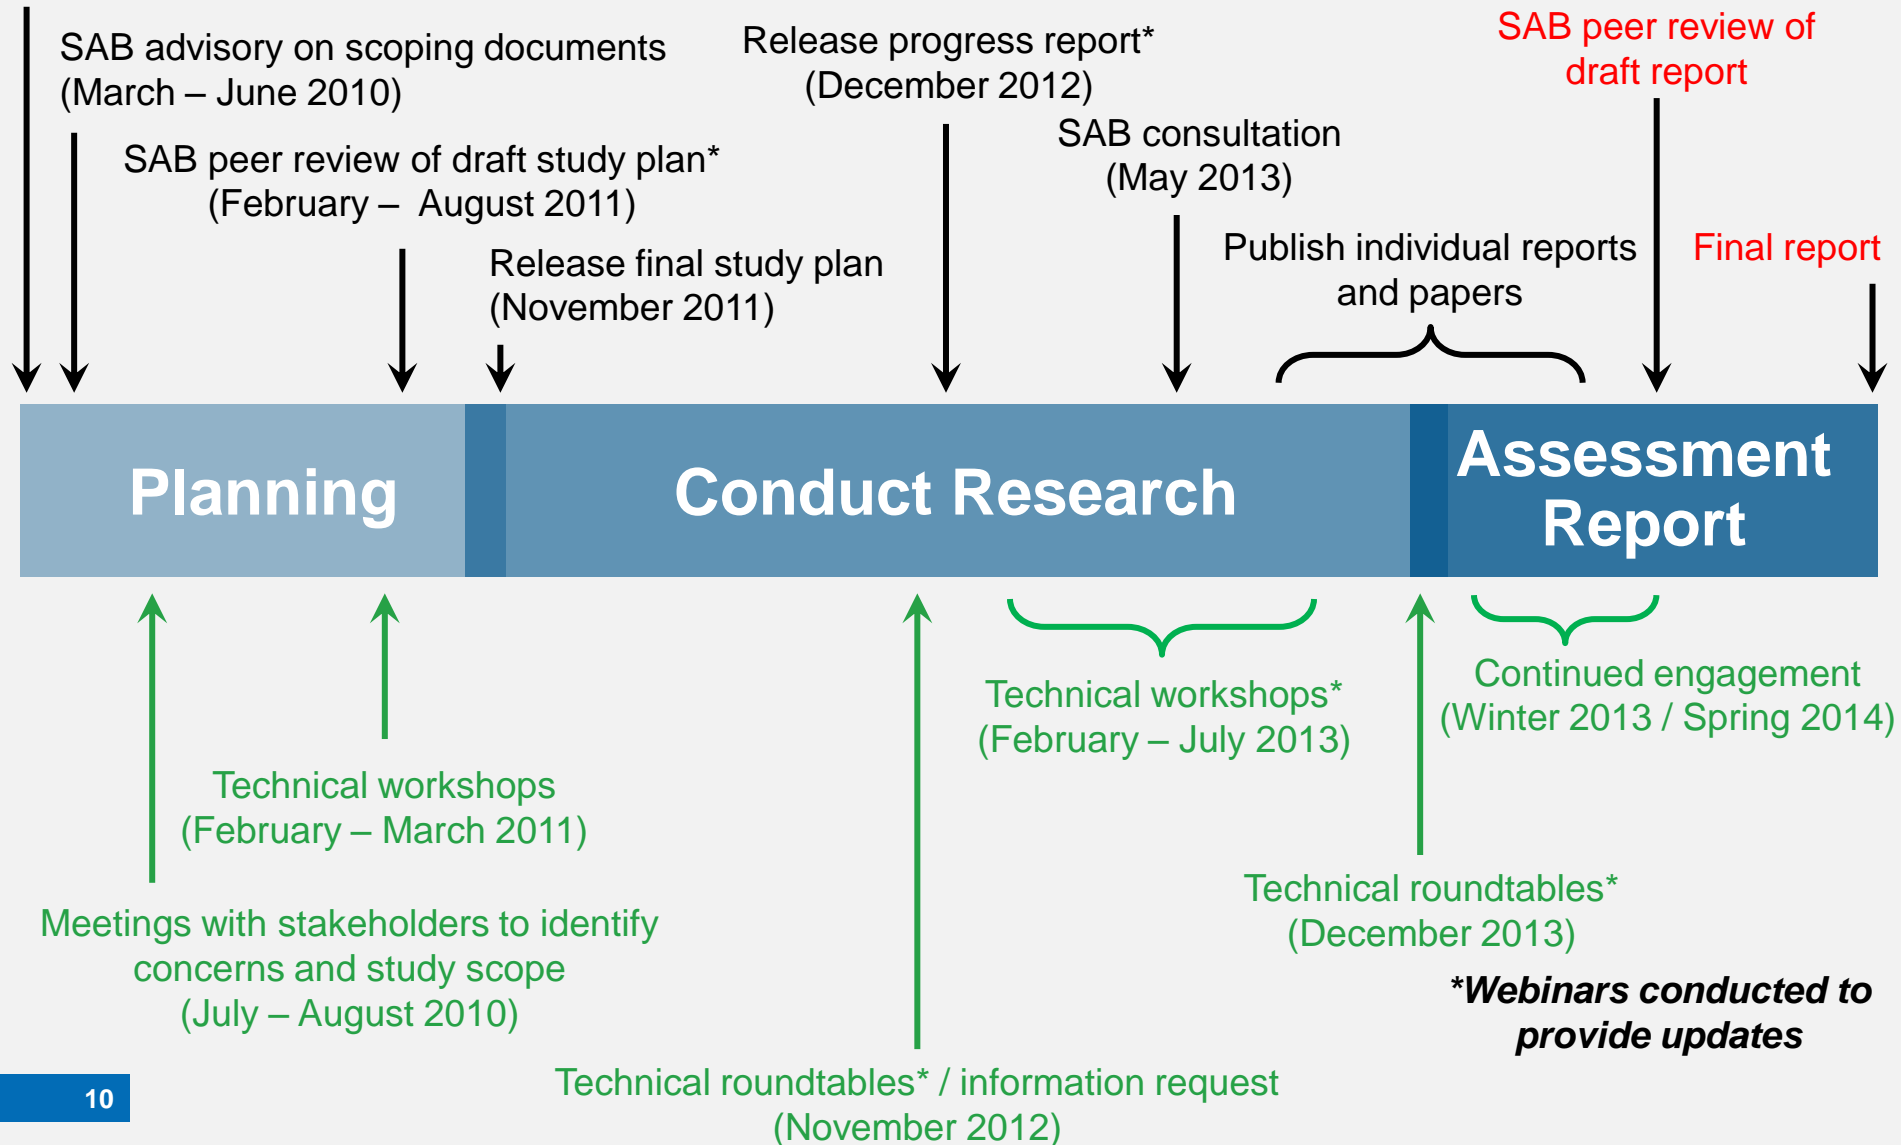 SAB advisory on scoping documents
(March – June 2010)
SAB peer review of draft study plan*
(February –  August 2011)
Release final study plan
(November 2011)
Release progress report*
(December 2012)
SAB consultation
(May 2013)
Publish individual reports
and papers
SAB peer review of
draft report
Final report
Planning
Conduct Research
Assessment
Report
Technical workshops
(February – March 2011)
Meetings with stakeholders to identify
concerns and study scope
(July – August 2010)
Technical roundtables* / information request
(November 2012)
Technical workshops*
(February – July 2013)
Technical roundtables*
(December 2013)
Continued engagement
(Winter 2013 / Spring 2014)
*Webinars conducted to
provide updates
10